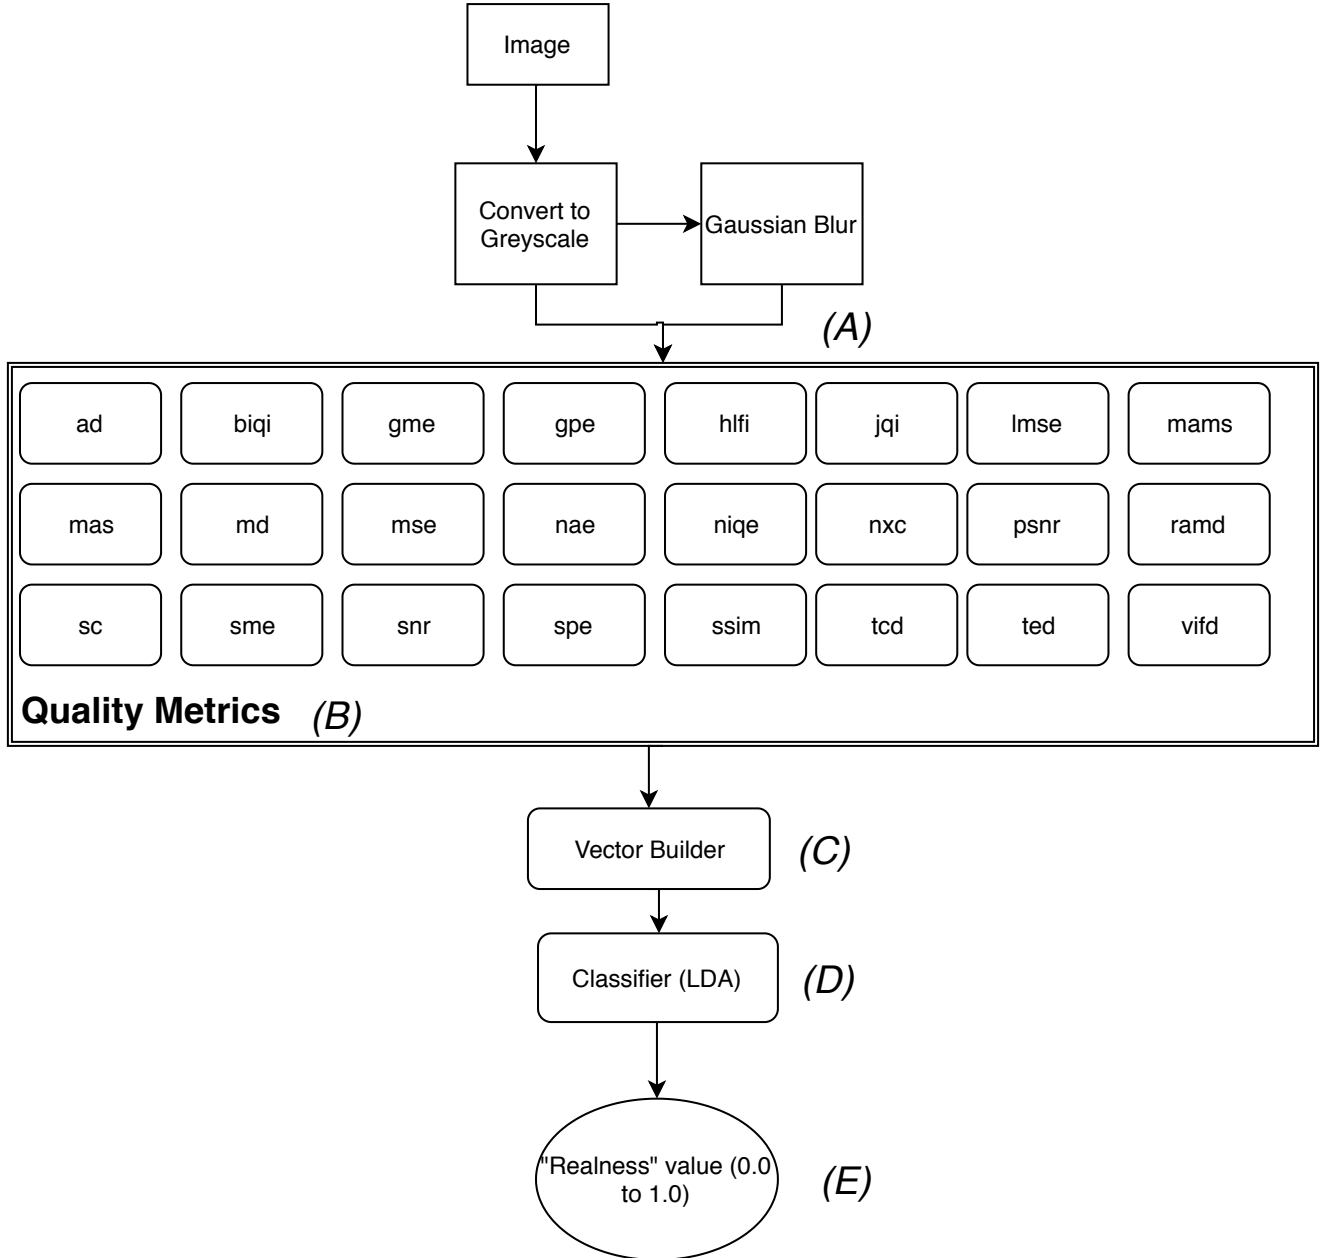 Image
Convert to
Greyscale
Gaussian Blur
(A)
ad
biqi
gme
gpe
hlfi
jqi
lmse
mams
mas
md
mse
nae
niqe
nxc
psnr
ramd
sc
sme
snr
spe
ssim
tcd
ted
vifd
Quality Metrics (B)
Vector Builder
(C)
Classifier (LDA)
(D)
"Realness" value (0.0
to 1.0)
(E)